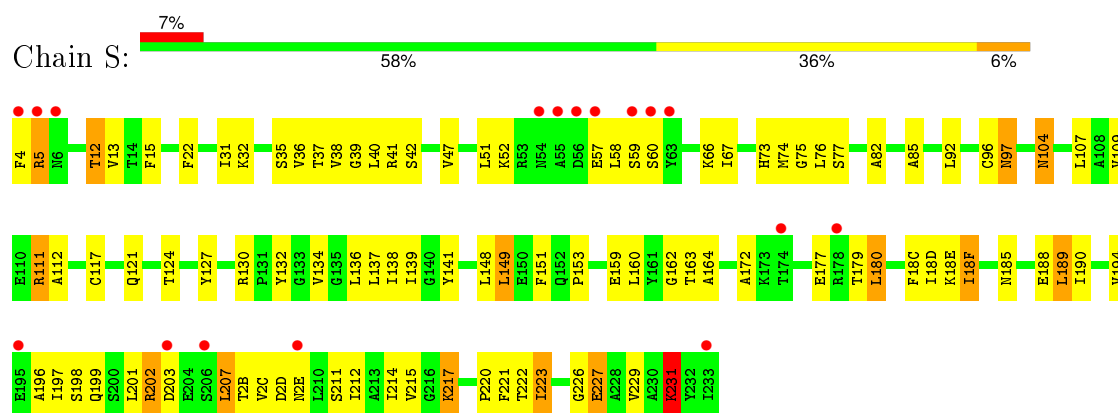 7%
Chain S:
58% 36% 6%
F4 R5 N6 T12 V13 T14 F15 F22 I31 K32 S35 V36 T37 V38 G39 L40 R41 S42 V47 L51 K52 R53 N54 A55 D56 E57 L58 S59 S60 Y63 K66 I67 H73 M74 G75 L76 S77 A82 A85 L92 C96 N97 N104 L107 A108
E110 R111 A112 C117 Q121 T124 Y127 R130 P131 Y132 G133 V134 G135 L136 L137 I138 I139 G140 Y141 L148 L149 E150 F151 Q152 P153 E159 L160 Y161 G162 T163 A164 A172 K173 T174 E177 R178 T179 L180 F18C I18D K18E I18F N185 E188 L189 I190 V194
E195 A196 I197 S198 Q199 S200 L201 R202 D203 E204 S206 L207 T2B V2C D2D NDE L210 S211 I212 A213 I214 V215 G216 K217 P220 F221 T222 I223 G226 E227 A228 V229 A230 K231 Y232 I233